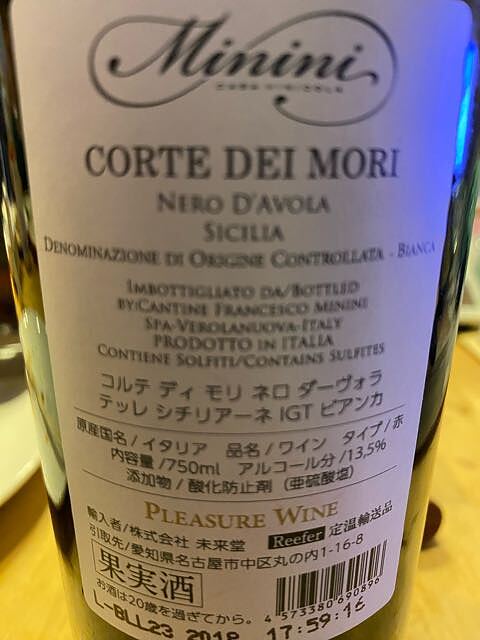 Minini
CASA VINICOLA
CORTE DEI MORI
NERO D'AVOLA
SICILIA
DENOMINAZIONE DI ORIGINE CONTROLLATA - BIANCA
IMBOTTIGLIATO DA/BOTTLED
BY:CANTINE FRANCESCO MININI
SPA-VEROLANUOVA-ITALY
PRODOTTO IN ITALIA
CONTIENE SOLFITI/CONTAINS SULFITES
コルテ ディ モリ ネロ ダーヴォラ
テッレ シチリアーネ IGT ビアンカ
原産国名/イタリア 品名/ワイン タイプ/赤
内容量/750ml アルコール分/13,5%
添加物/酸化防止剤(亜硫酸塩)
PLEASURE WINE
輸入者/株式会社 未来堂 Reefer 定温輸送品
引取先/愛知県名古屋市中区丸の内1-16-8
果実酒
お酒は20歳を過ぎてから。
4573380690896
L-BLL23 2018 17:59:16